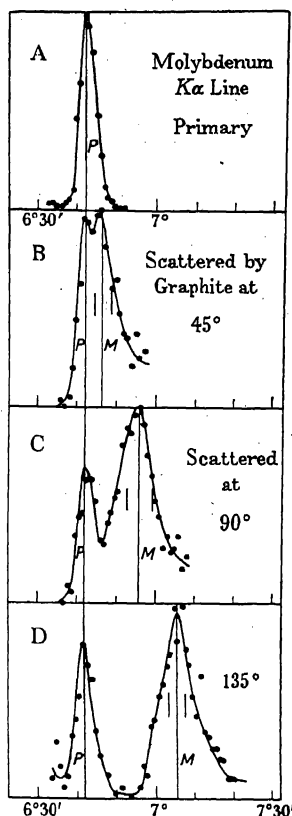 A
Molybdenum
Kα Line
Primary
P
6°30′
7°
B
Scattered by
Graphite at
45°
P
M
C
Scattered
at
90°
P
M
D
135°
P
M
6°30′
7°
7°30′